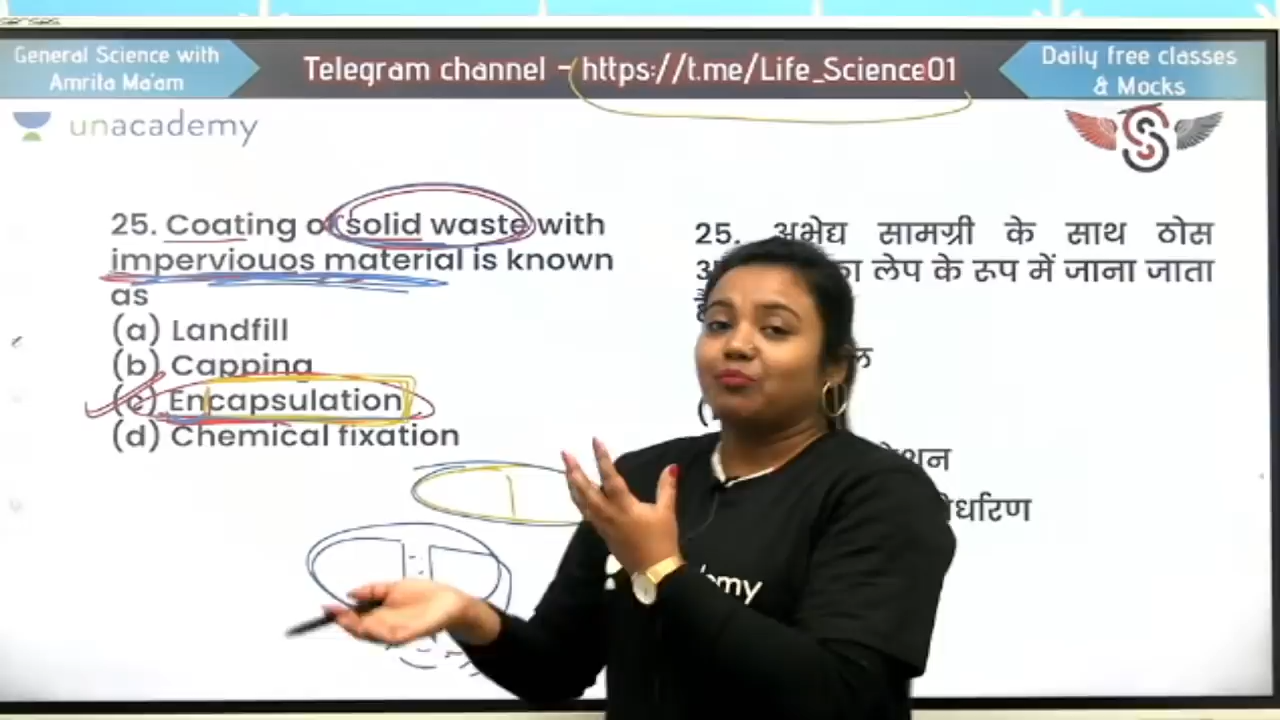 General Science with
Amrita Ma'am
Telegram channel - https://t.me/Life_Science01
Daily free classes
& Mocks
unacademy
25. Coating of solid waste with
imperviouos material is known
as
(a) Landfill
(b) Capping
(c) Encapsulation
(d) Chemical fixation
25. अभेद्य सामग्री के साथ ठोस
लेप के रूप में जाना जाता